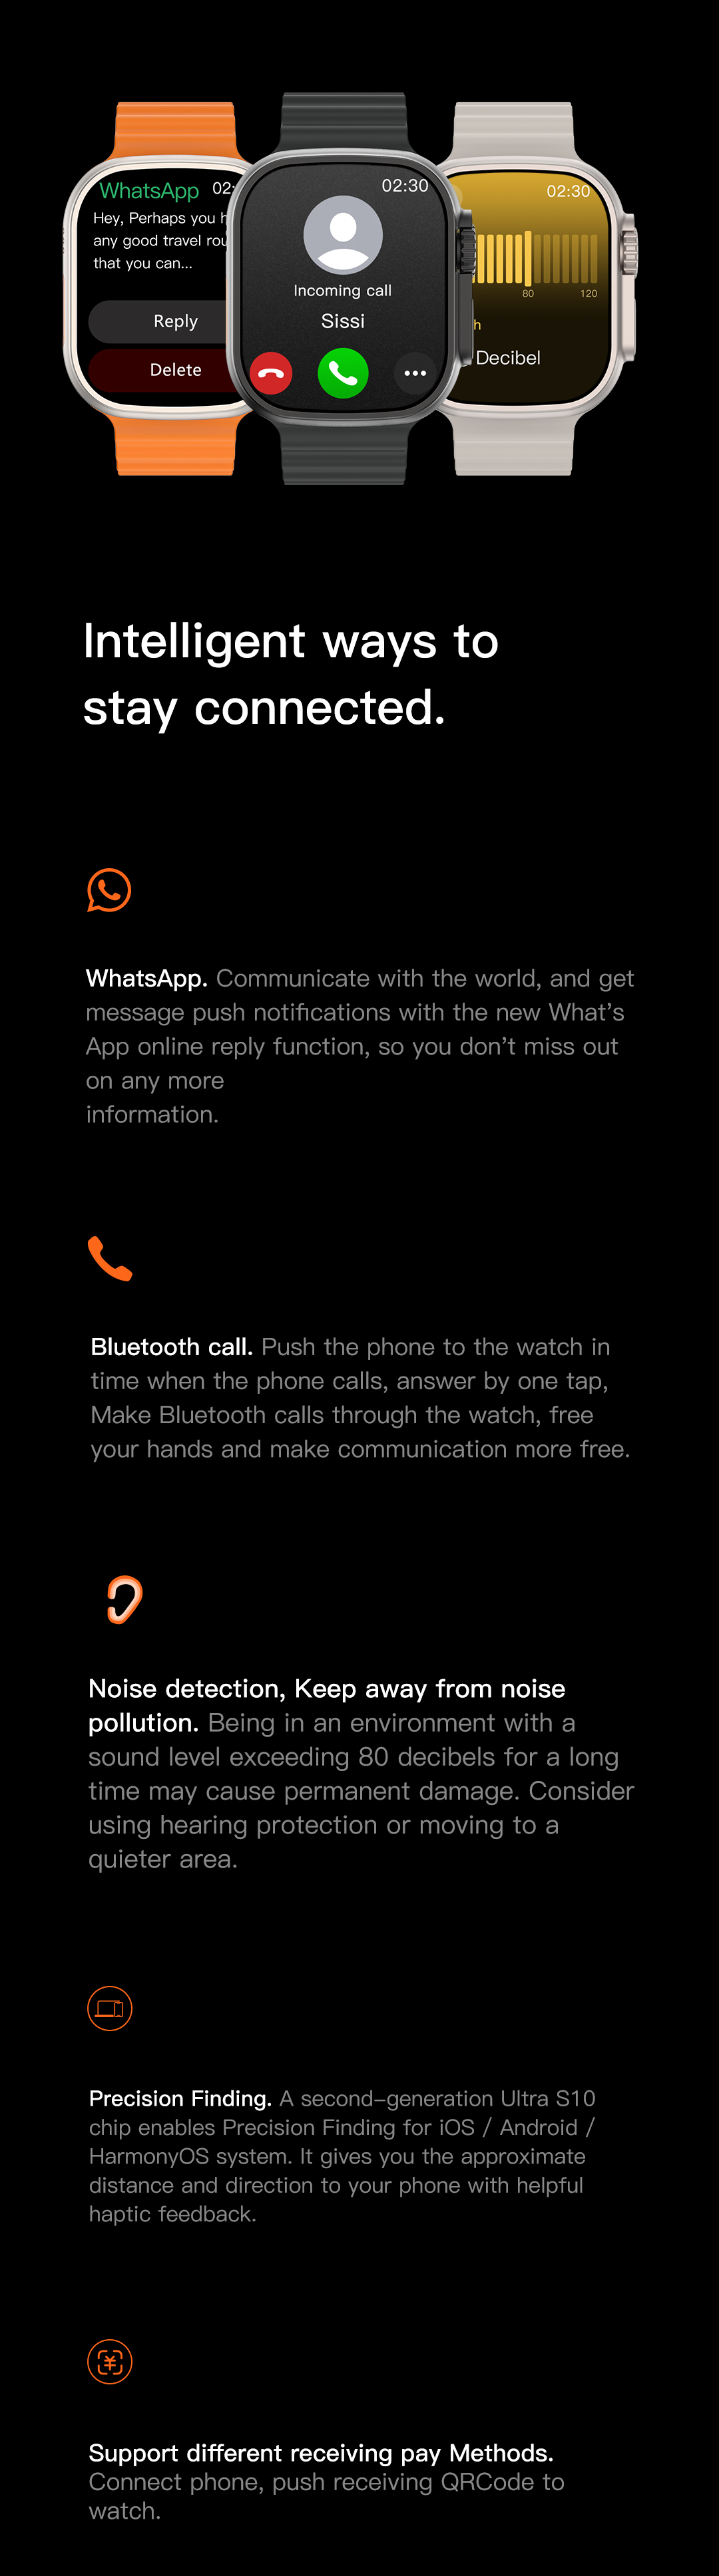 WhatsApp 02:
Hey, Perhaps you h
any good travel rou
that you can...
Reply
Delete
02:30
Incoming call
Sissi
02:30
80 120
h
Decibel
Intelligent ways to
stay connected.
WhatsApp. Communicate with the world, and get
message push notifications with the new What's
App online reply function, so you don't miss out
on any more
information.
Bluetooth call. Push the phone to the watch in
time when the phone calls, answer by one tap,
Make Bluetooth calls through the watch, free
your hands and make communication more free.
Noise detection, Keep away from noise
pollution. Being in an environment with a
sound level exceeding 80 decibels for a long
time may cause permanent damage. Consider
using hearing protection or moving to a
quieter area.
Precision Finding. A second-generation Ultra S10
chip enables Precision Finding for iOS / Android /
HarmonyOS system. It gives you the approximate
distance and direction to your phone with helpful
haptic feedback.
¥
Support different receiving pay Methods.
Connect phone, push receiving QRCode to
watch.